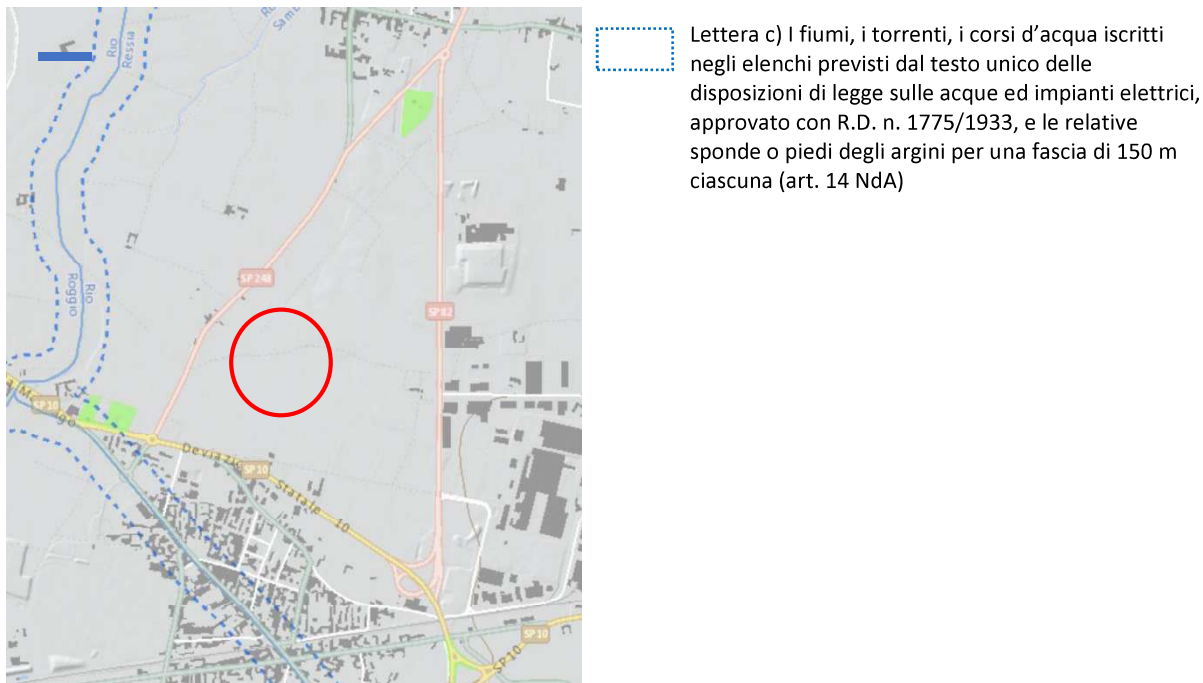 Lettera c) I fiumi, i torrenti, i corsi d'acqua iscritti
negli elenchi previsti dal testo unico delle
disposizioni di legge sulle acque ed impianti elettrici,
approvato con R.D. n. 1775/1933, e le relative
sponde o piedi degli argini per una fascia di 150 m
ciascuna (art. 14 NdA)
Rio
Ressia
Rio
Roggio
SP 248
SP 82
SP 10
Deviazio
SP 10
Statale 10
SP 10
SP 10